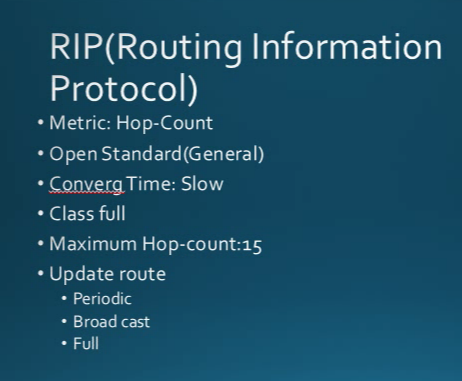 RIP(Routing Information
Protocol)
• Metric: Hop-Count
• Open Standard(General)
• Converg Time: Slow
• Class full
• Maximum Hop-count:15
• Update route
• Periodic
• Broad cast
• Full